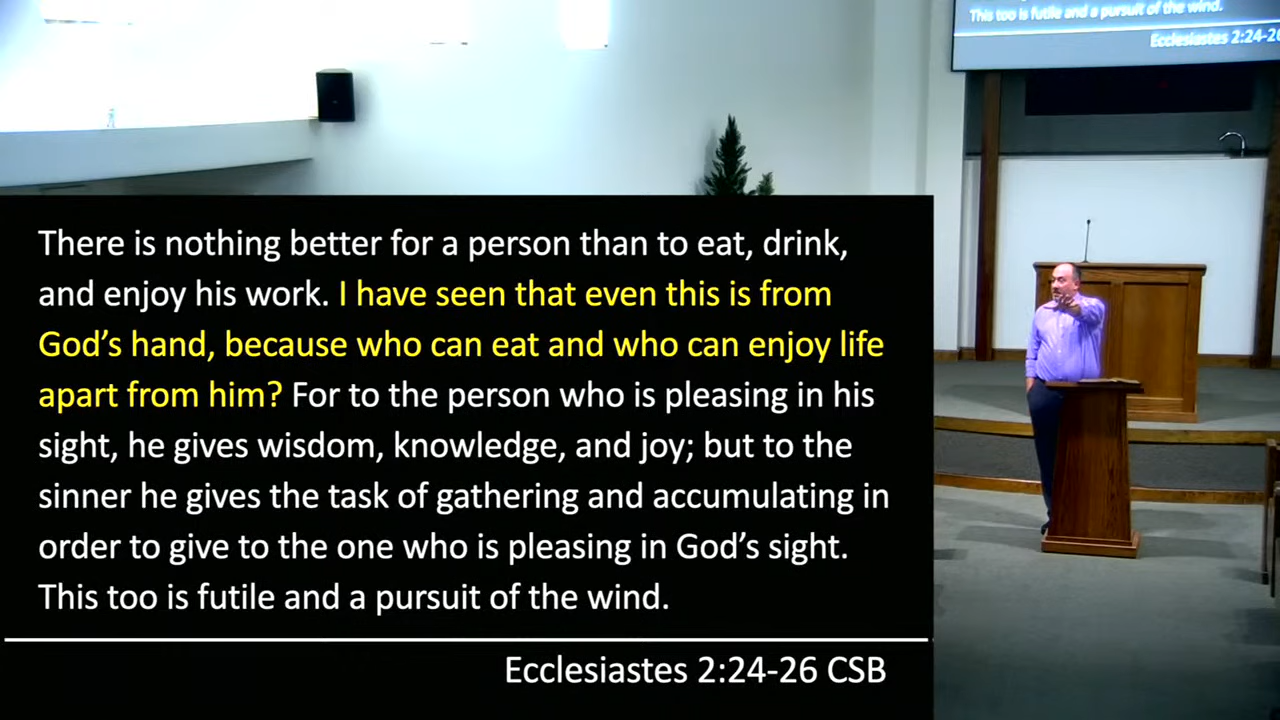 This too is futile and a pursuit of the wind.
Ecclesiastes 2:24-26
There is nothing better for a person than to eat, drink,
and enjoy his work. I have seen that even this is from
God’s hand, because who can eat and who can enjoy life
apart from him? For to the person who is pleasing in his
sight, he gives wisdom, knowledge, and joy; but to the
sinner he gives the task of gathering and accumulating in
order to give to the one who is pleasing in God’s sight.
This too is futile and a pursuit of the wind.
Ecclesiastes 2:24-26 CSB